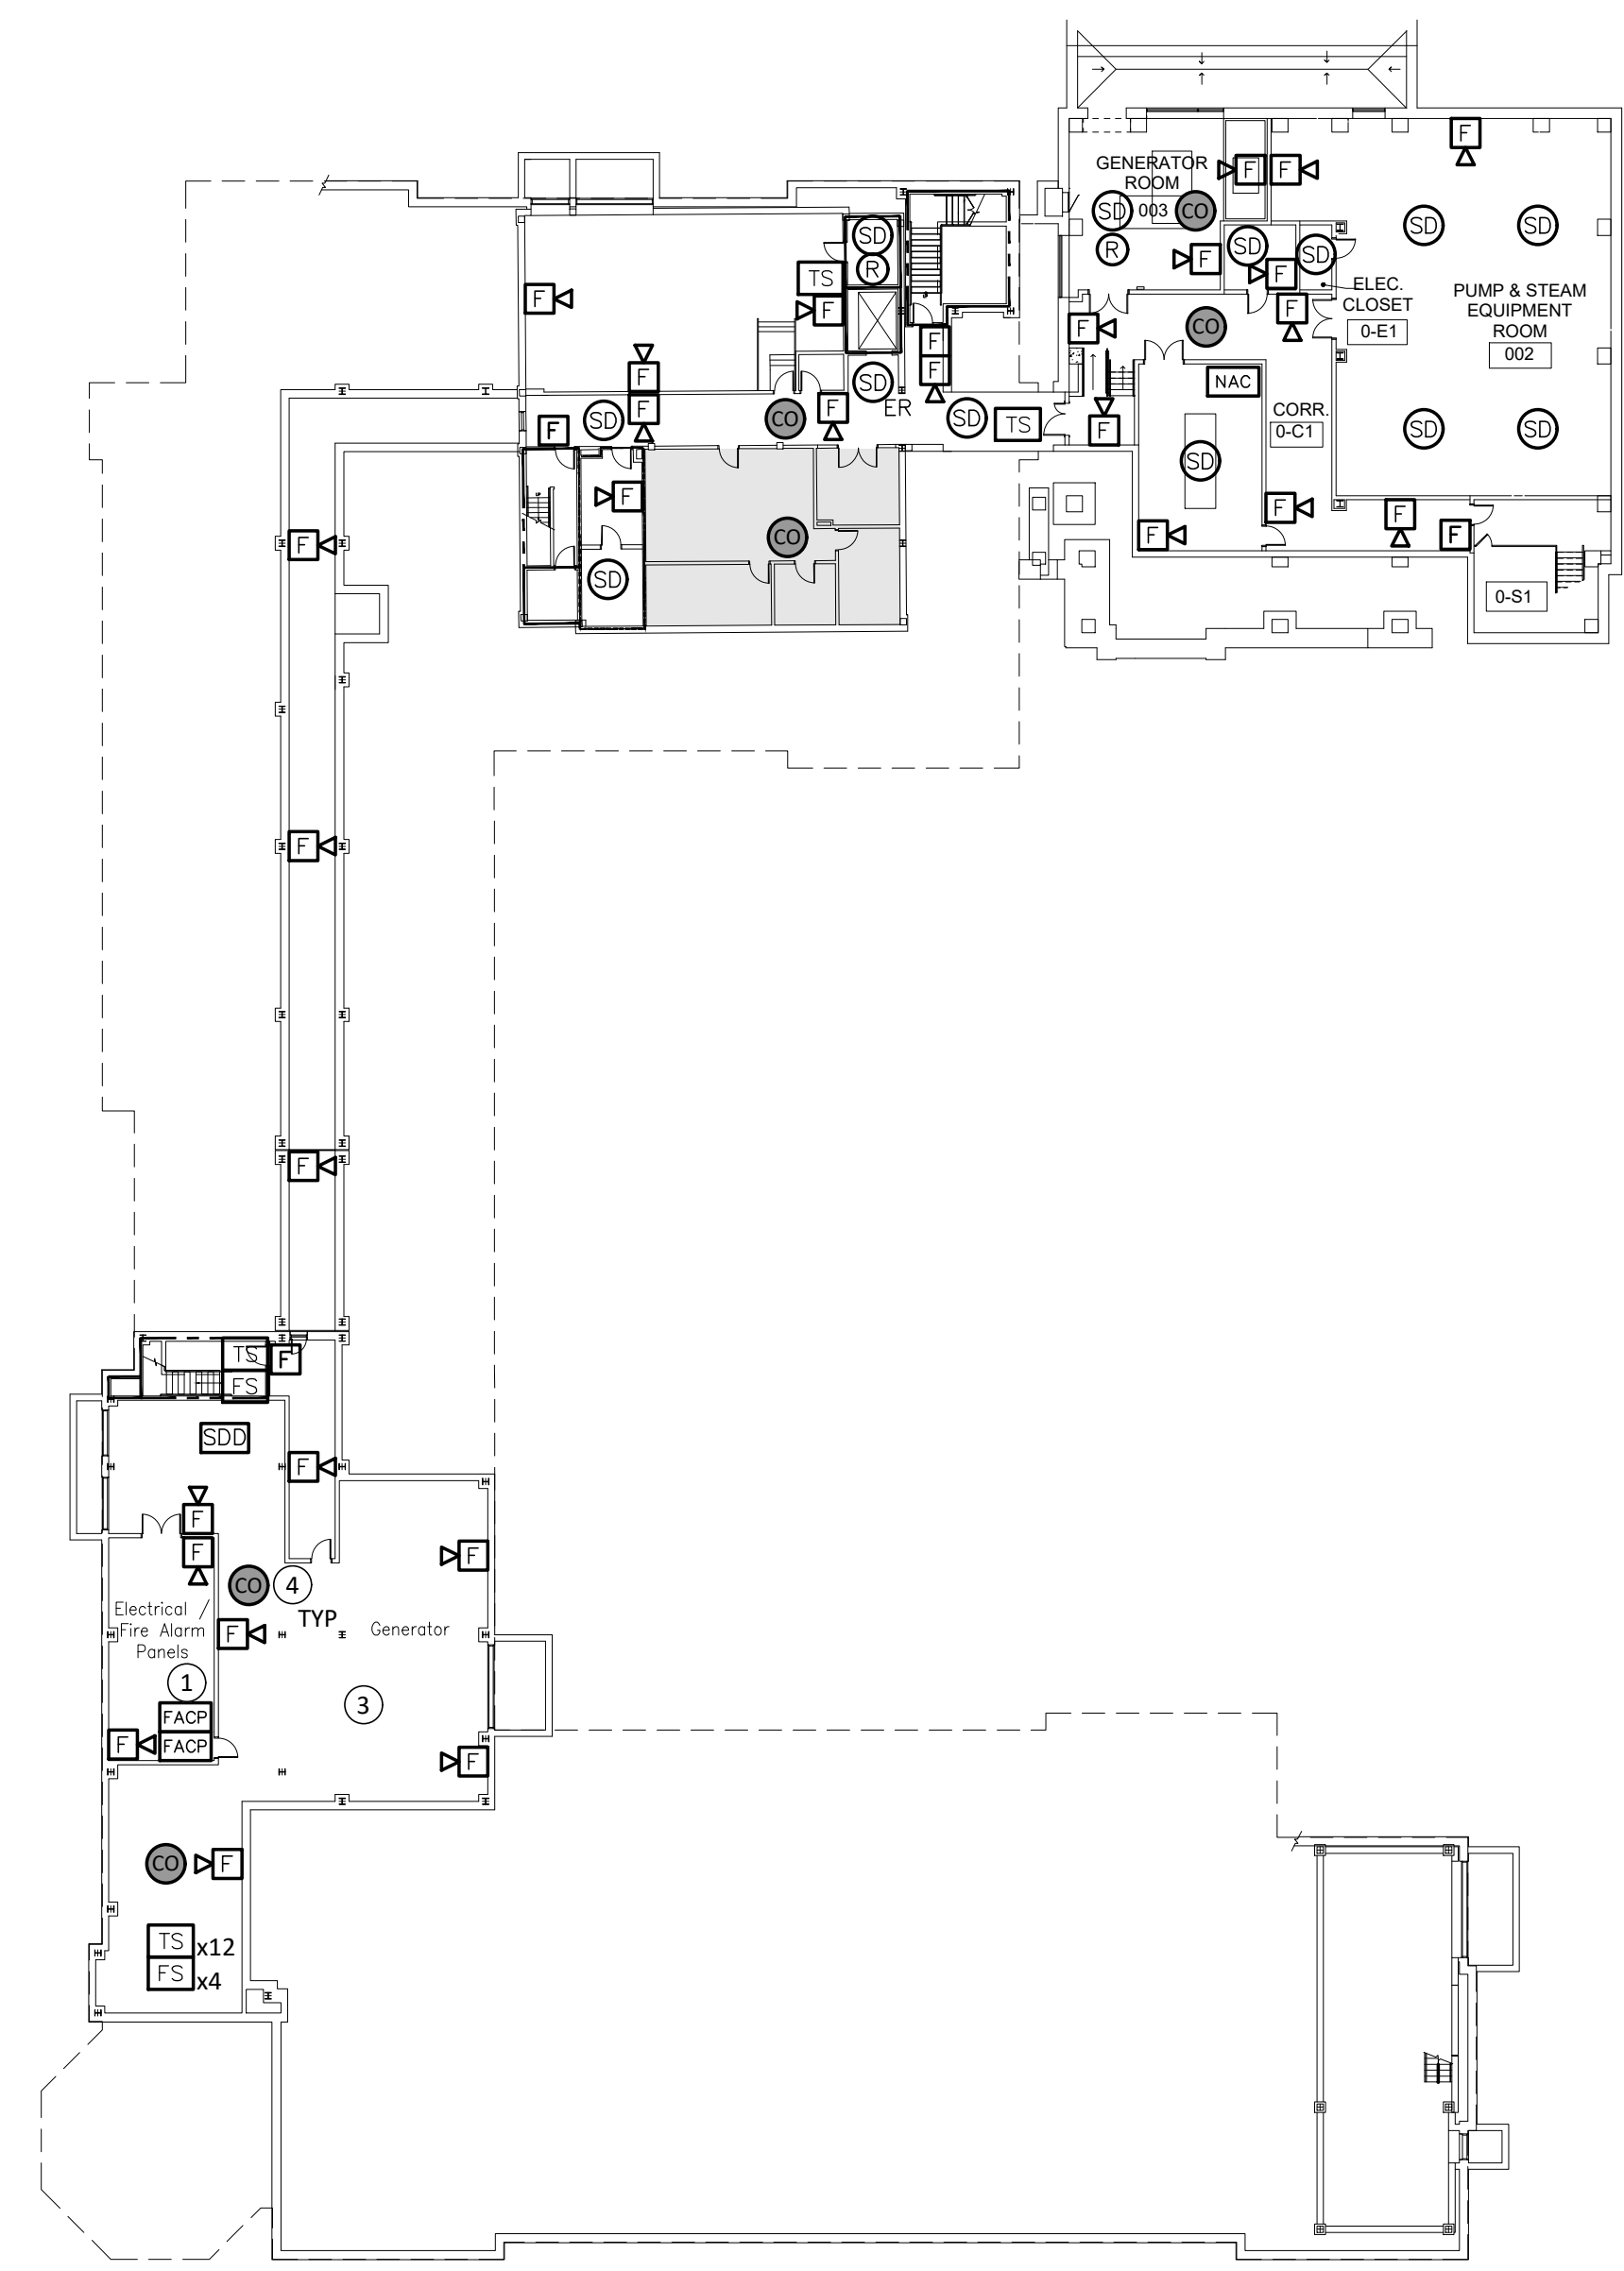 F
GENERATOR
ROOM
F
F
SD
003
CO
SD
SD
SD
R
F
SD
SD
F
R
TS
F
F
ELEC.
CLOSET
0-E1
PUMP & STEAM
EQUIPMENT
ROOM
002
F
F
CO
F
F
F
F
F
SD
NAC
SD
CO
F
ER
SD
TS
F
F
CORR.
0-C1
SD
SD
SD
F
F
F
F
F
F
CO
F
SD
0-S1
F
F
TS
F
FS
SDD
F
F
F
F
CO
4
TYP
Electrical /
Fire Alarm
Panels
F
Generator
1
3
FACP
F
FACP
F
CO
F
TS
x12
FS
x4